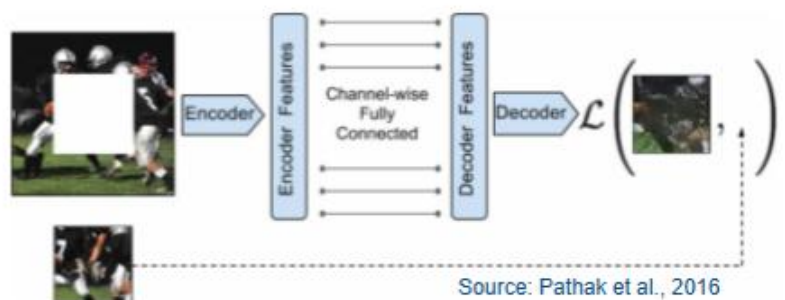 Encoder
Encoder Features
Channel-wise
Fully
Connected
Decoder Features
Decoder
ℒ ( , )
Source: Pathak et al., 2016